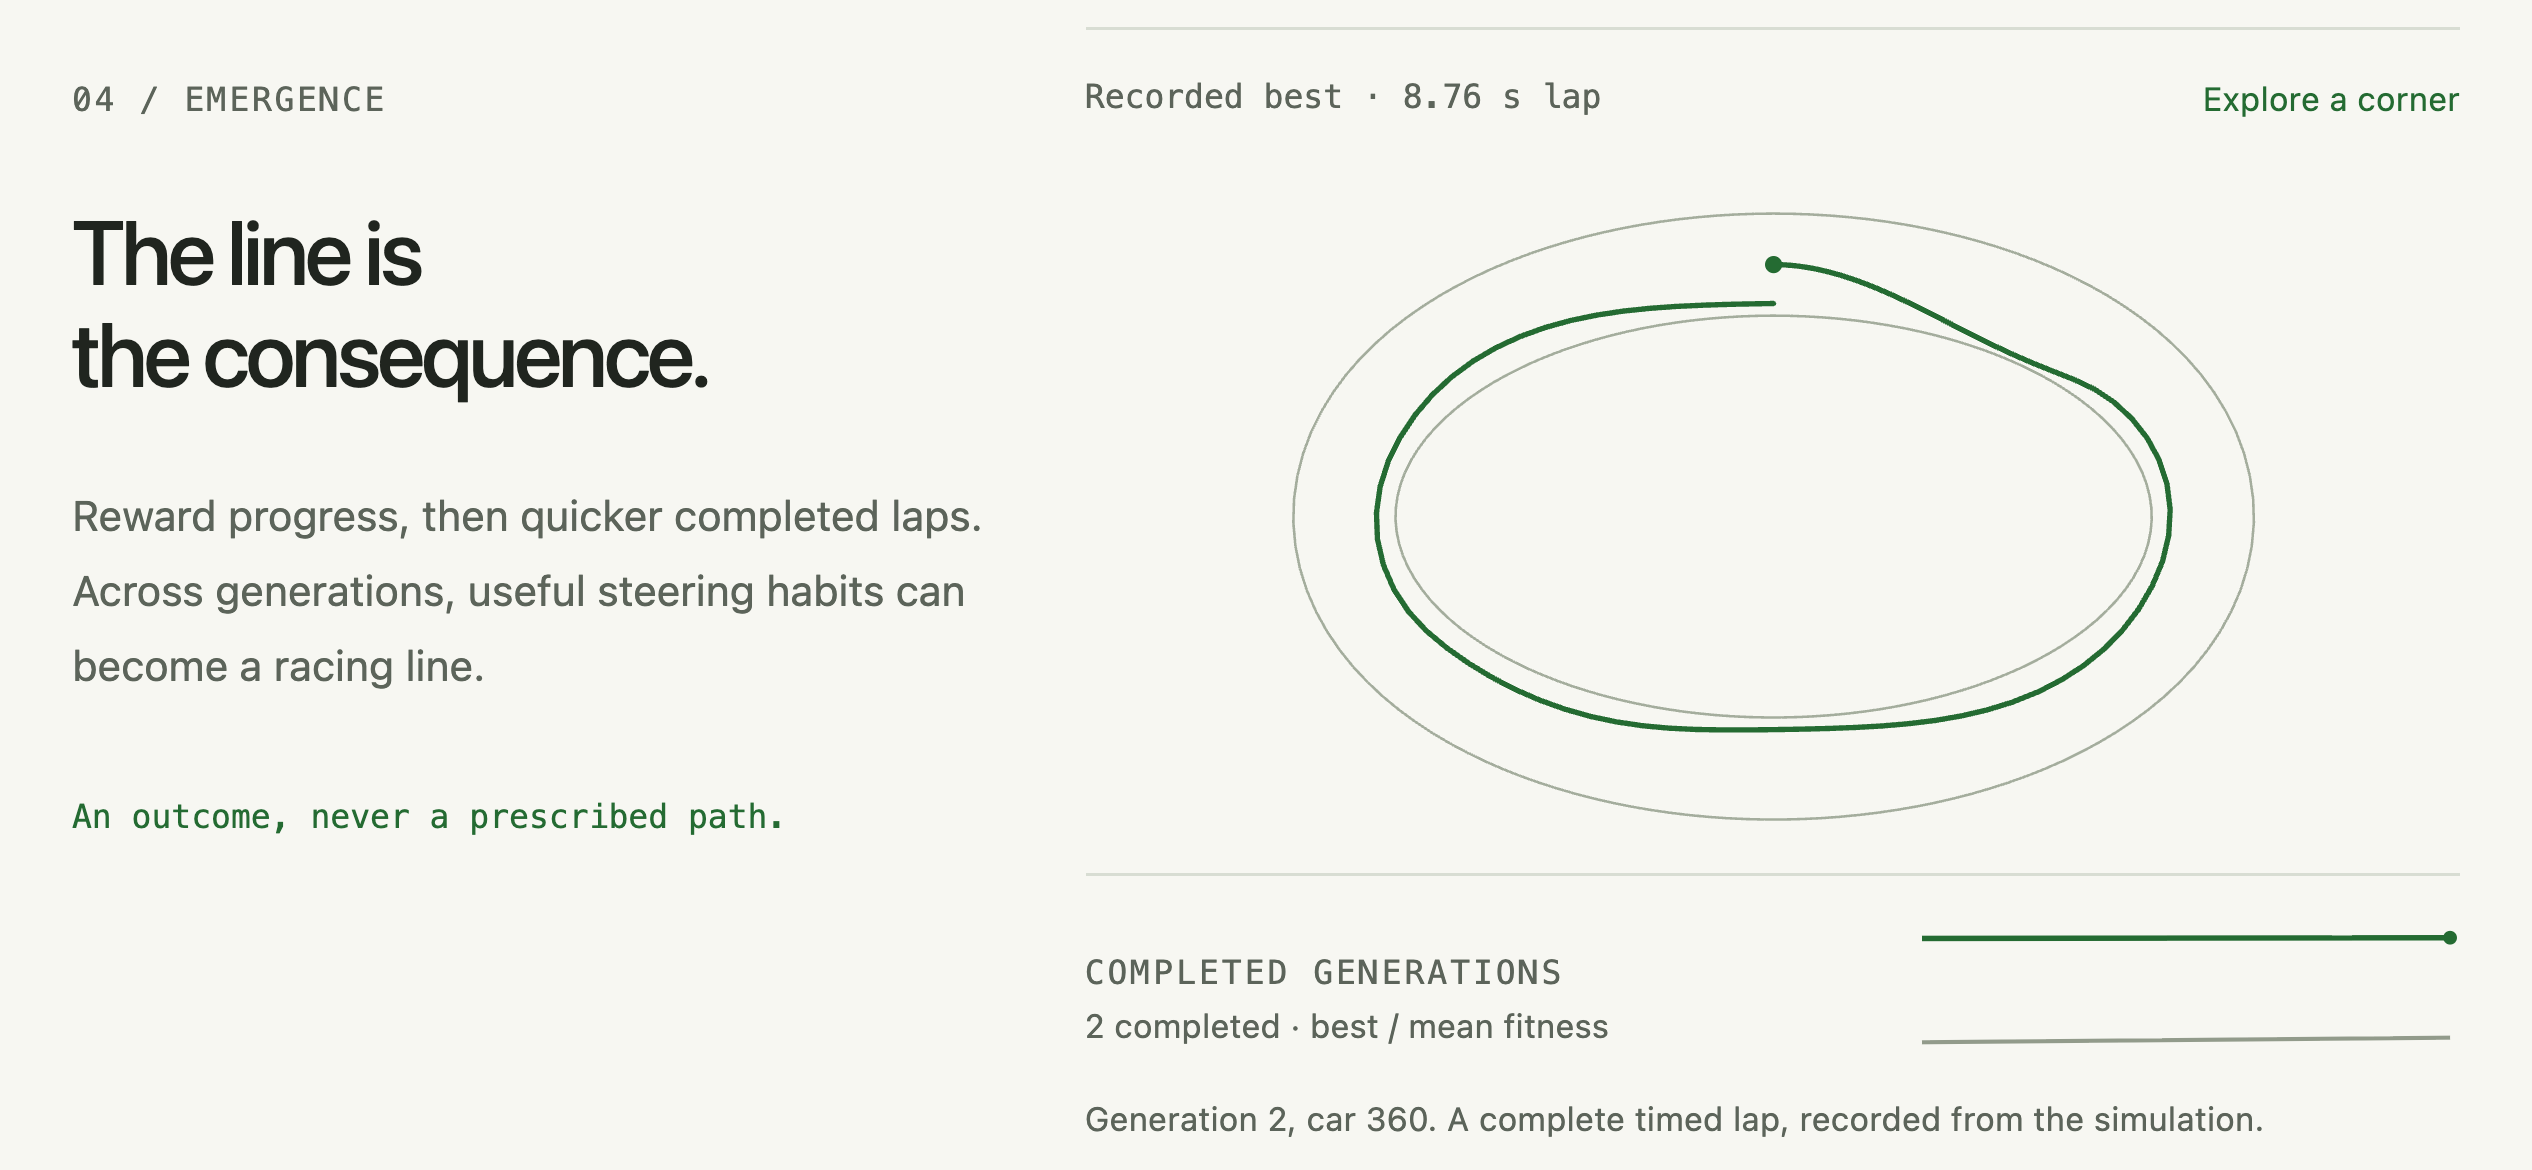 04 / EMERGENCE
The line is
the consequence.
Reward progress, then quicker completed laps.
Across generations, useful steering habits can
become a racing line.
An outcome, never a prescribed path.
Recorded best · 8.76 s lap
Explore a corner
COMPLETED GENERATIONS
2 completed · best / mean fitness
Generation 2, car 360. A complete timed lap, recorded from the simulation.